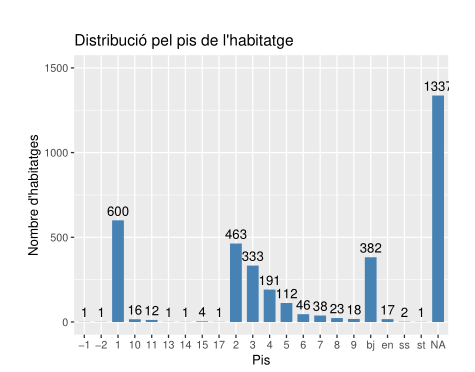 Distribució pel pis de l'habitatge
Nombre d'habitatges
1500
1000
500
0
1 1 600 16 12 1 1 4 1 463 333 191 112 46 38 23 18 382 17 2 1 1337
−1 −2 1 10 11 13 14 15 17 2 3 4 5 6 7 8 9 bj en ss st NA
Pis